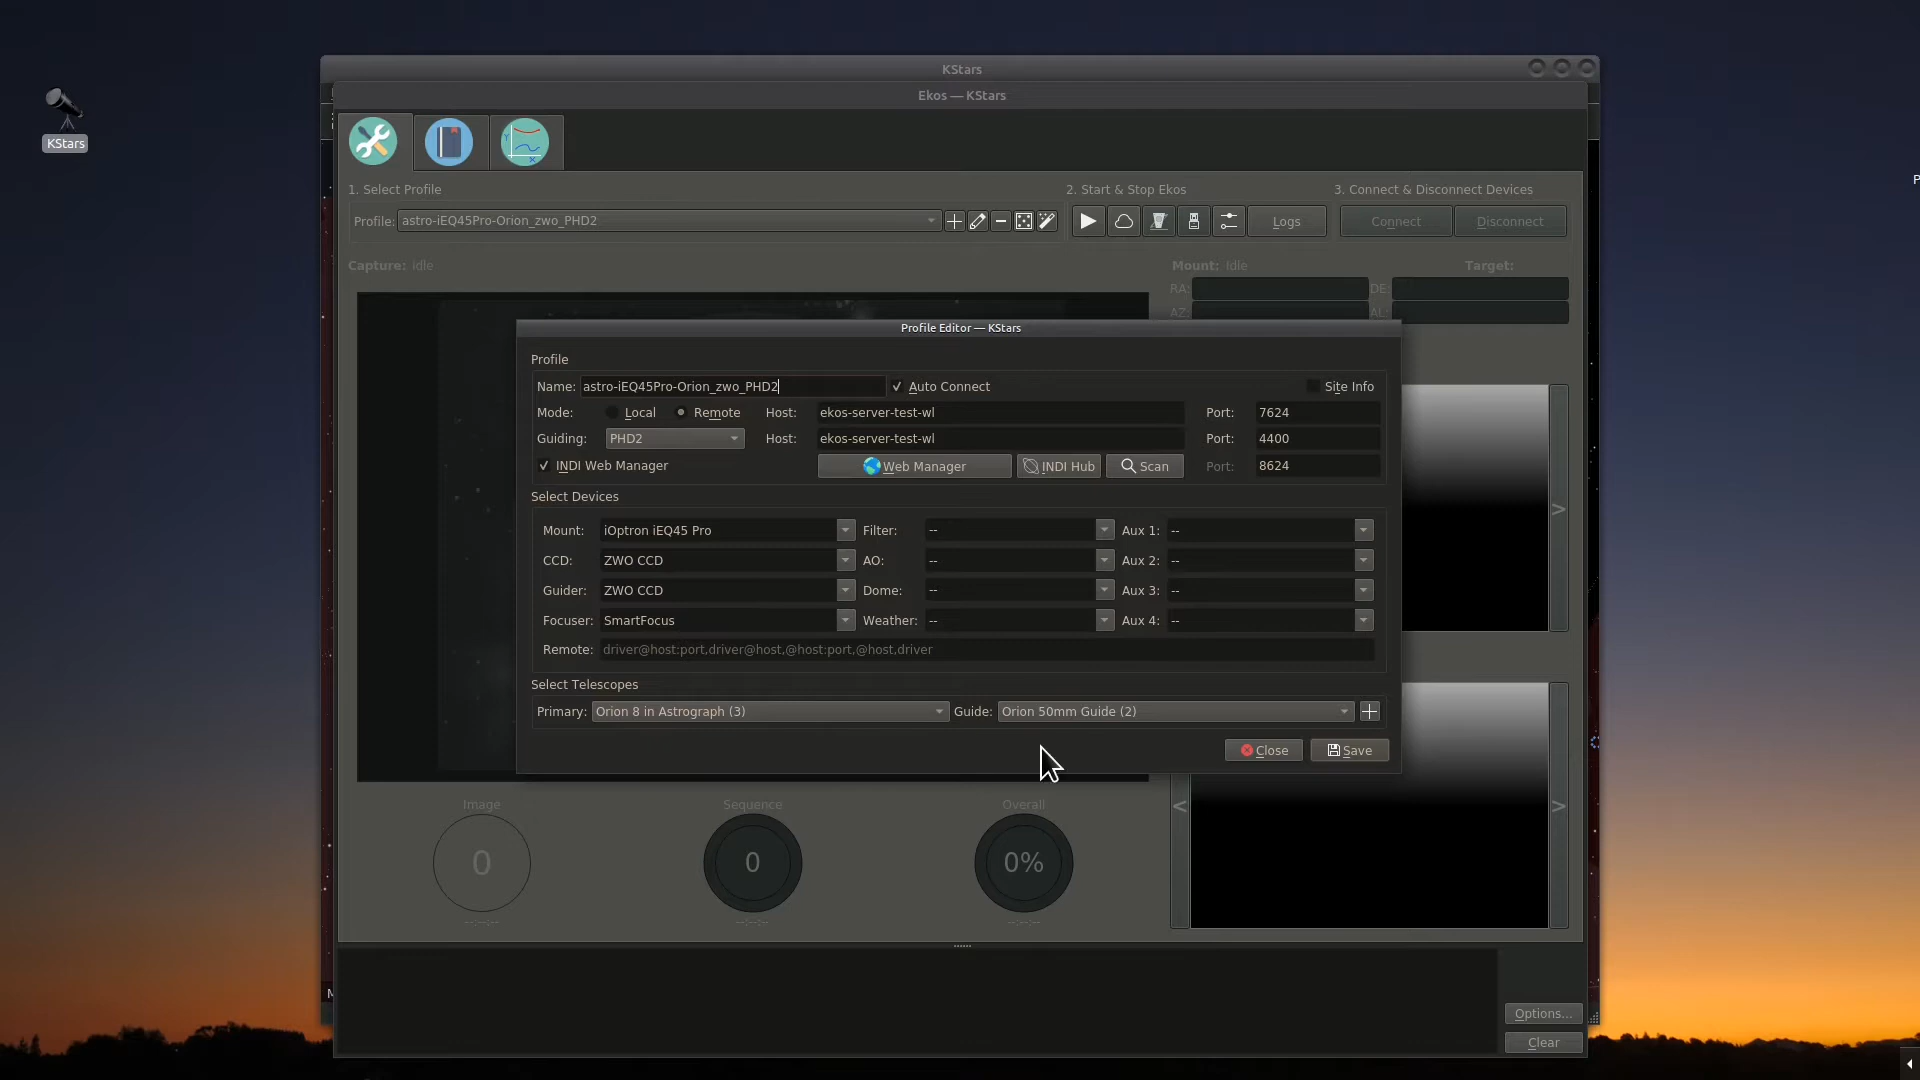 KStars
Ekos — KStars
KStars
1. Select Profile
2. Start & Stop Ekos
3. Connect & Disconnect Devices
Profile: astro-iEQ45Pro-Orion_zwo_PHD2
Logs
Connect
Disconnect
Capture: Idle
Mount: Idle
Target:
RA:
DE:
AZ:
AL:
Profile Editor — KStars
Profile
Name: astro-iEQ45Pro-Orion_zwo_PHD2
Auto Connect
Site Info
Mode:
Local
Remote
Host: ekos-server-test-wl
Port: 7624
Guiding: PHD2
Host: ekos-server-test-wl
Port: 4400
INDI Web Manager
Web Manager
INDI Hub
Scan
Port: 8624
Select Devices
Mount: iOptron iEQ45 Pro
Filter: --
Aux 1: --
CCD: ZWO CCD
AO: --
Aux 2: --
Guider: ZWO CCD
Dome: --
Aux 3: --
Focuser: SmartFocus
Weather: --
Aux 4: --
Remote: driver@host:port,driver@host,@host:port,@host,driver
Select Telescopes
Primary: Orion 8 in Astrograph (3)
Guide: Orion 50mm Guide (2)
Close
Save
Image
Sequence
Overall
0
0
0%
--:--:--
--:--:--
--:--:--
Options...
Clear